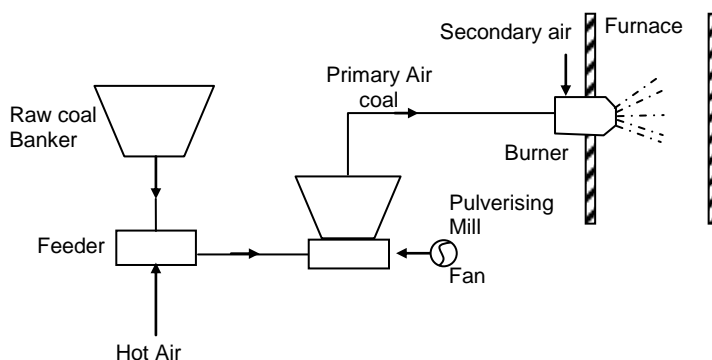 Secondary air
Furnace
Primary Air
coal
Raw coal
Banker
Burner
Pulverising
Mill
Feeder
Fan
Hot Air